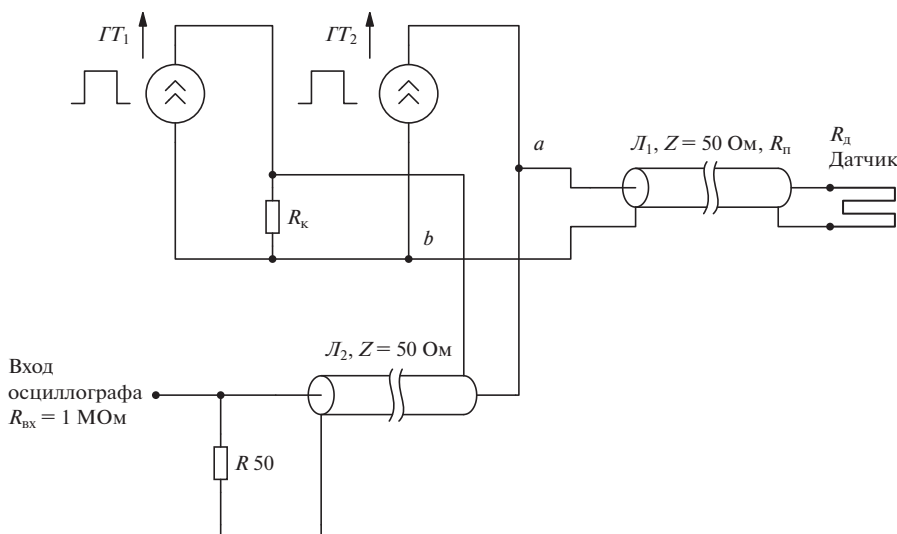 ГТ₁
ГТ₂
a
Л₁, Z = 50 Ом, Rп
Rд
Датчик
Rк
b
Л₂, Z = 50 Ом
Вход
осциллографа
Rвх = 1 МОм
R 50